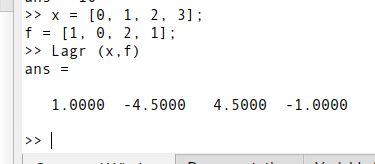 >> x = [0, 1, 2, 3];
f = [1, 0, 2, 1];
>> Lagr (x,f)
ans =
1.0000 -4.5000 4.5000 -1.0000
>>